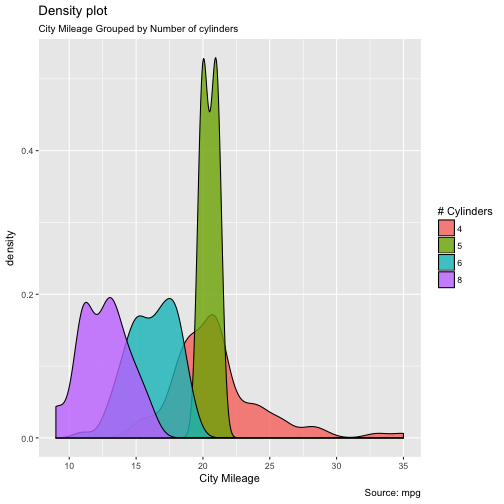 Density plot
City Mileage Grouped by Number of cylinders
density
0.4
0.2
0.0
10 15 20 25 30 35
City Mileage
# Cylinders
4
5
6
8
Source: mpg